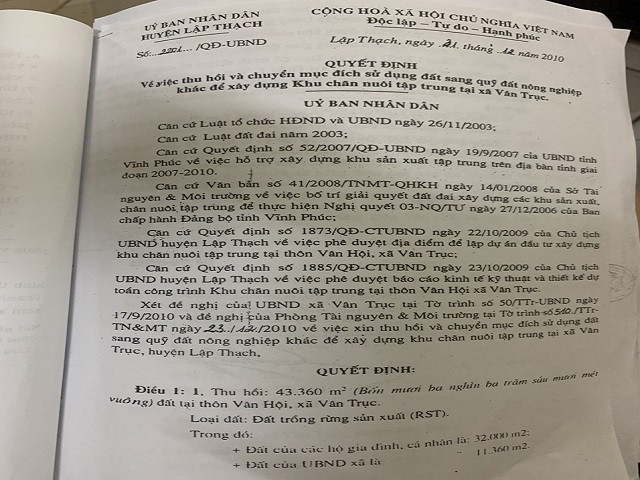 UỶ BAN NHÂN DÂN
HUYỆN LẬP THẠCH
CỘNG HOÀ XÃ HỘI CHỦ NGHĨA VIỆT NAM
Độc lập – Tự do – Hạnh phúc
Số: 2201 /QĐ-UBND
Lập Thạch, ngày 21 tháng 12 năm 2010
QUYẾT ĐỊNH
Về việc thu hồi và chuyển mục đích sử dụng đất sang quỹ đất nông nghiệp
khác để xây dựng Khu chăn nuôi tập trung tại xã Vân Trục.
UỶ BAN NHÂN DÂN
Căn cứ Luật tổ chức HĐND và UBND ngày 26/11/2003;
Căn cứ Luật đất đai năm 2003;
Căn cứ Quyết định số 52/2007/QĐ-UBND ngày 19/9/2007 của UBND tỉnh
Vĩnh Phúc về việc hỗ trợ xây dựng khu sản xuất tập trung trên địa bàn tỉnh giai
đoạn 2007-2010.
Căn cứ Văn bản số 41/2008/TNMT-QHKH ngày 14/01/2008 của Sở Tài
nguyên & Môi trường về việc bố trí giải quyết đất đai xây dựng các khu sản xuất,
chăn nuôi tập trung để thực hiện Nghị quyết 03-NQ/TU ngày 27/12/2006 của Ban
chấp hành Đảng bộ tỉnh Vĩnh Phúc;
Căn cứ Quyết định số 1873/QĐ-CTUBND ngày 22/10/2009 của Chủ tịch
UBND huyện Lập Thạch về việc phê duyệt địa điểm để lập dự án đầu tư xây dựng
khu chăn nuôi tập trung tại thôn Vân Hội, xã Vân Trục;
Căn cứ Quyết định số 1885/QĐ-CTUBND ngày 23/10/2009 của Chủ tịch
UBND huyện Lập Thạch về việc phê duyệt báo cáo kinh tế kỹ thuật và thiết kế dự
toán công trình Khu chăn nuôi tập trung tại thôn Vân Hội xã Vân Trục.
Xét đề nghị của UBND xã Vân Trục tại Tờ trình số 50/TTr-UBND ngày
17/9/2010 và đề nghị của Phòng Tài nguyên & Môi trường tại Tờ trình số 510/TTr-
TN&MT ngày 23/12/2010 về việc xin thu hồi và chuyển mục đích sử dụng đất
sang quỹ đất nông nghiệp khác để xây dựng khu chăn nuôi tập trung tại xã Vân
Trục, huyện Lập Thạch.
QUYẾT ĐỊNH:
Điều 1: 1. Thu hồi: 43.360 m² (Bốn mươi ba nghìn ba trăm sáu mươi mét
vuông) đất tại thôn Vân Hội, xã Vân Trục.
Loại đất: Đất trồng rừng sản xuất (RST).
Trong đó:
+ Đất của các hộ gia đình, cá nhân là: 32.000 m2;
+ Đất của UBND xã là " 11.360 m2: